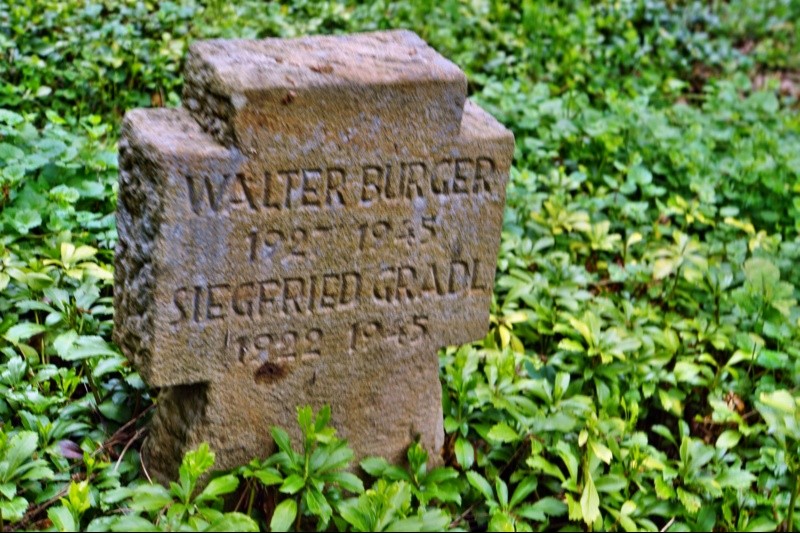 WALTER BURGER
1927 1945
SIEGFRIED GRADL
1922 1945